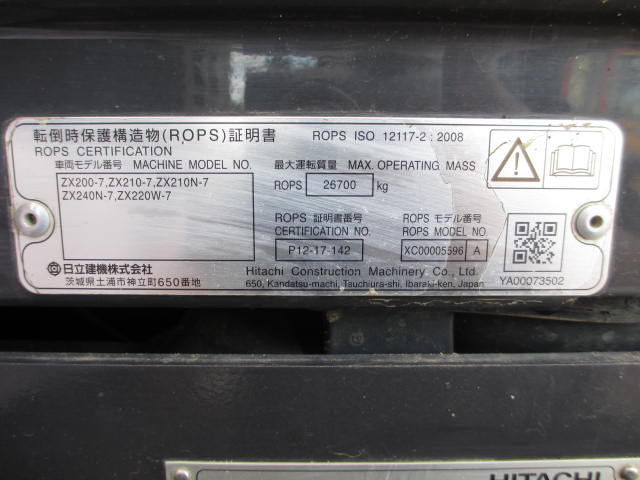 転倒時保護構造物(ROPS)証明書 ROPS ISO 12117-2 : 2008
ROPS CERTIFICATION
車両モデル番号 MACHINE MODEL NO. 最大運転質量 MAX. OPERATING MASS
ZX200-7,ZX210-7,ZX210N-7
ZX240N-7,ZX220W-7
ROPS 26700 kg
ROPS 証明書番号 ROPS モデル番号
CERTIFICATION NO. ROPS MODEL NO.
P12-17-142 XC00005596 A
日立建機株式会社 Hitachi Construction Machinery Co., Ltd.
茨城県土浦市神立町650番地 650, Kandatsu-machi, Tsuchiura-shi, Ibaraki-ken, Japan
YA00073502
HITACHI